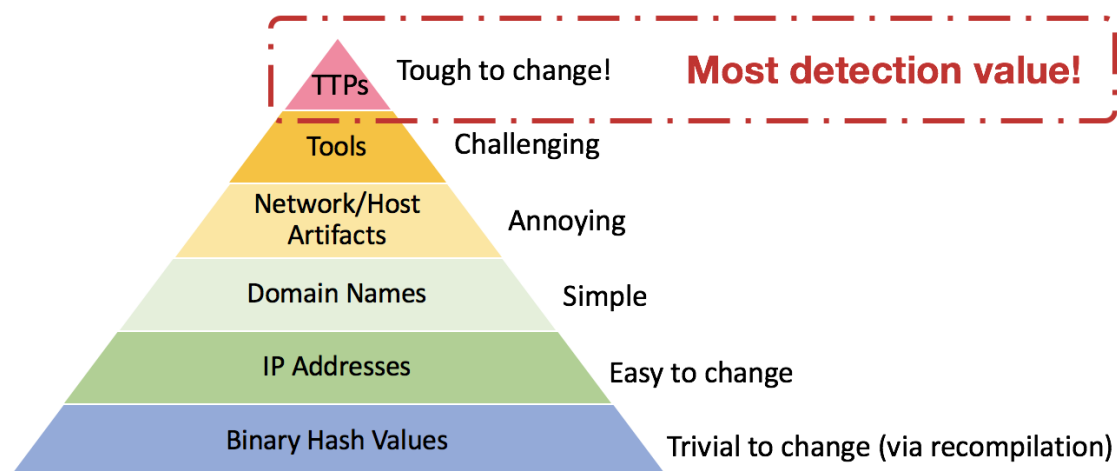 TTPs
Tough to change!
Most detection value!
Tools
Challenging
Network/Host
Artifacts
Annoying
Domain Names
Simple
IP Addresses
Easy to change
Binary Hash Values
Trivial to change (via recompilation)